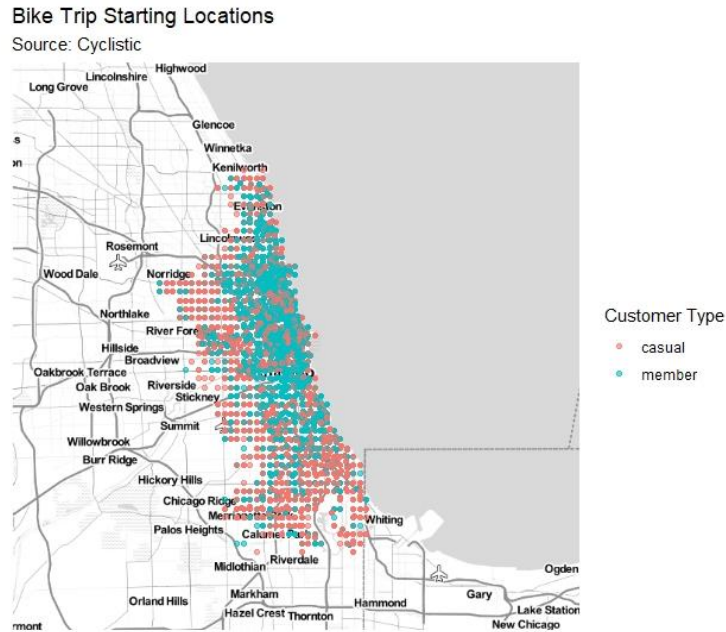 Bike Trip Starting Locations
Source: Cyclistic
Highwood
Lincolnshire
Long Grove
Glencoe
Winnetka
Kenilworth
Rosemont
Wood Dale
Norridge
Northlake
River Fore
Hillside
Broadview
Oakbrook Terrace
Oak Brook
Riverside
Stickney
Western Springs
Summit
Willowbrook
Burr Ridge
Hickory Hills
Chicago Ridge
Whiting
Palos Heights
Riverdale
Midlothian
Ogden
Orland Hills
Markham
Hammond
Gary
Hazel Crest
Thornton
Lake Station
New Chicago
rmont
Customer Type
casual
member